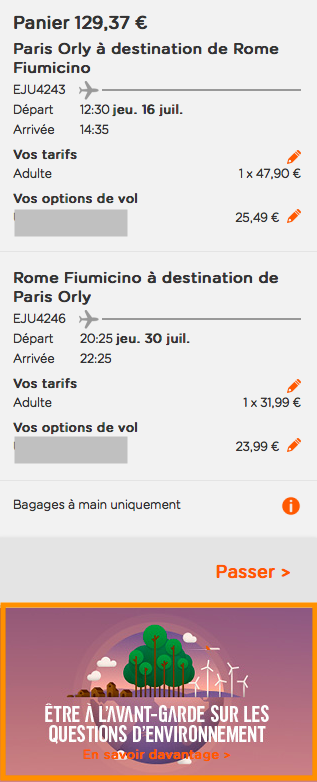 Panier 129,37 €
Paris Orly à destination de Rome
Fiumicino
EJU4243
Départ 12:30 jeu. 16 juil.
Arrivée 14:35
Vos tarifs
Adulte 1 x 47,90 €
Vos options de vol
25,49 €
Rome Fiumicino à destination de
Paris Orly
EJU4246
Départ 20:25 jeu. 30 juil.
Arrivée 22:25
Vos tarifs
Adulte 1 x 31,99 €
Vos options de vol
23,99 €
Bagages à main uniquement
Passer >
ÊTRE À L'AVANT-GARDE SUR LES
QUESTIONS D'ENVIRONNEMENT
En savoir davantage >